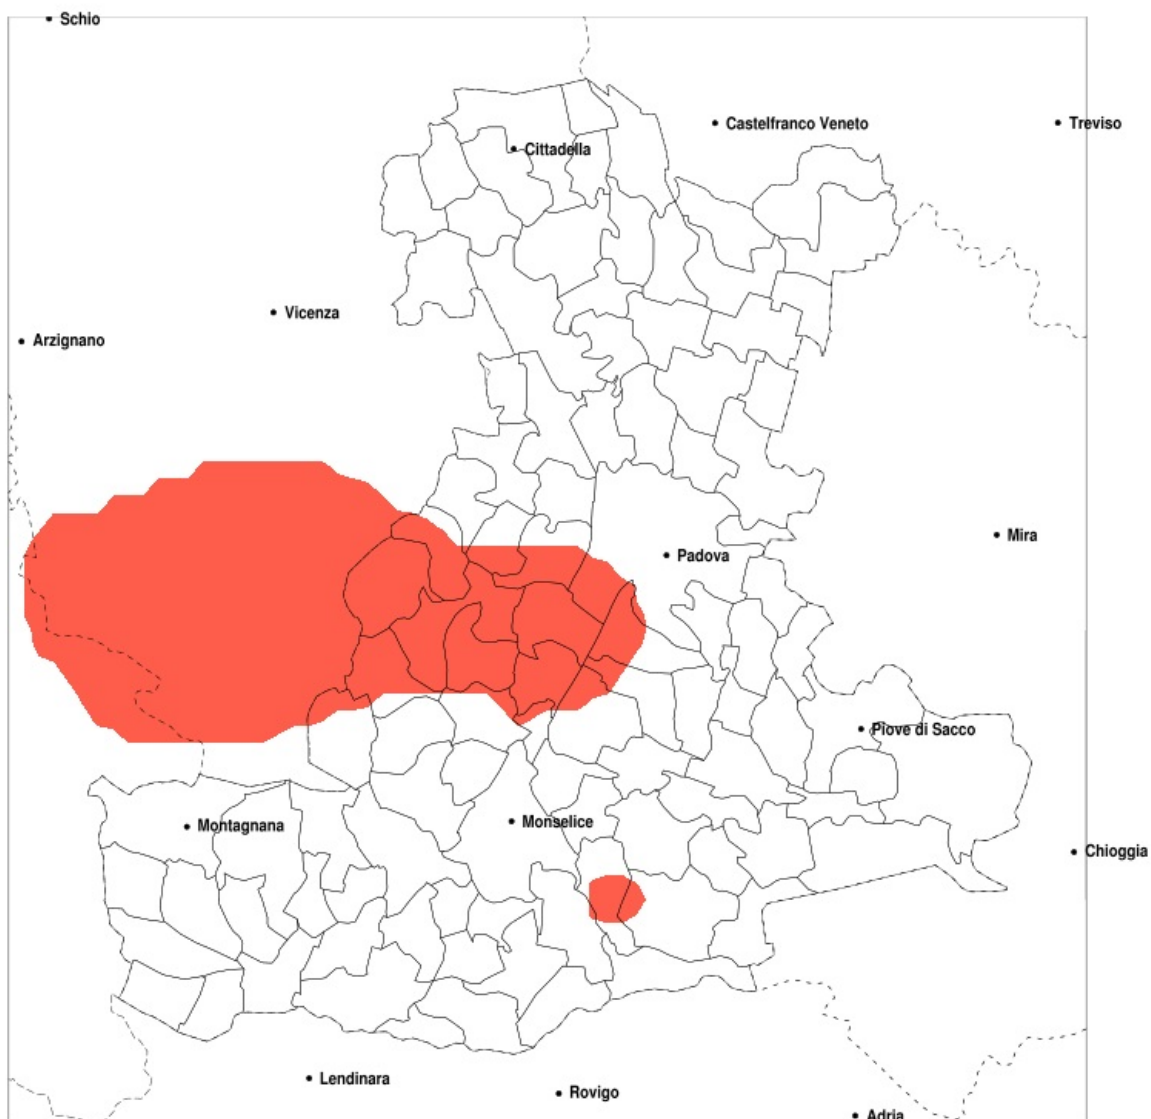 Schio
Castelfranco Veneto
Treviso
Cittadella
Vicenza
Arzignano
Mira
Padova
Piove di Sacco
Montagnana
Monselice
Chioggia
Lendinara
Rovigo
Adria